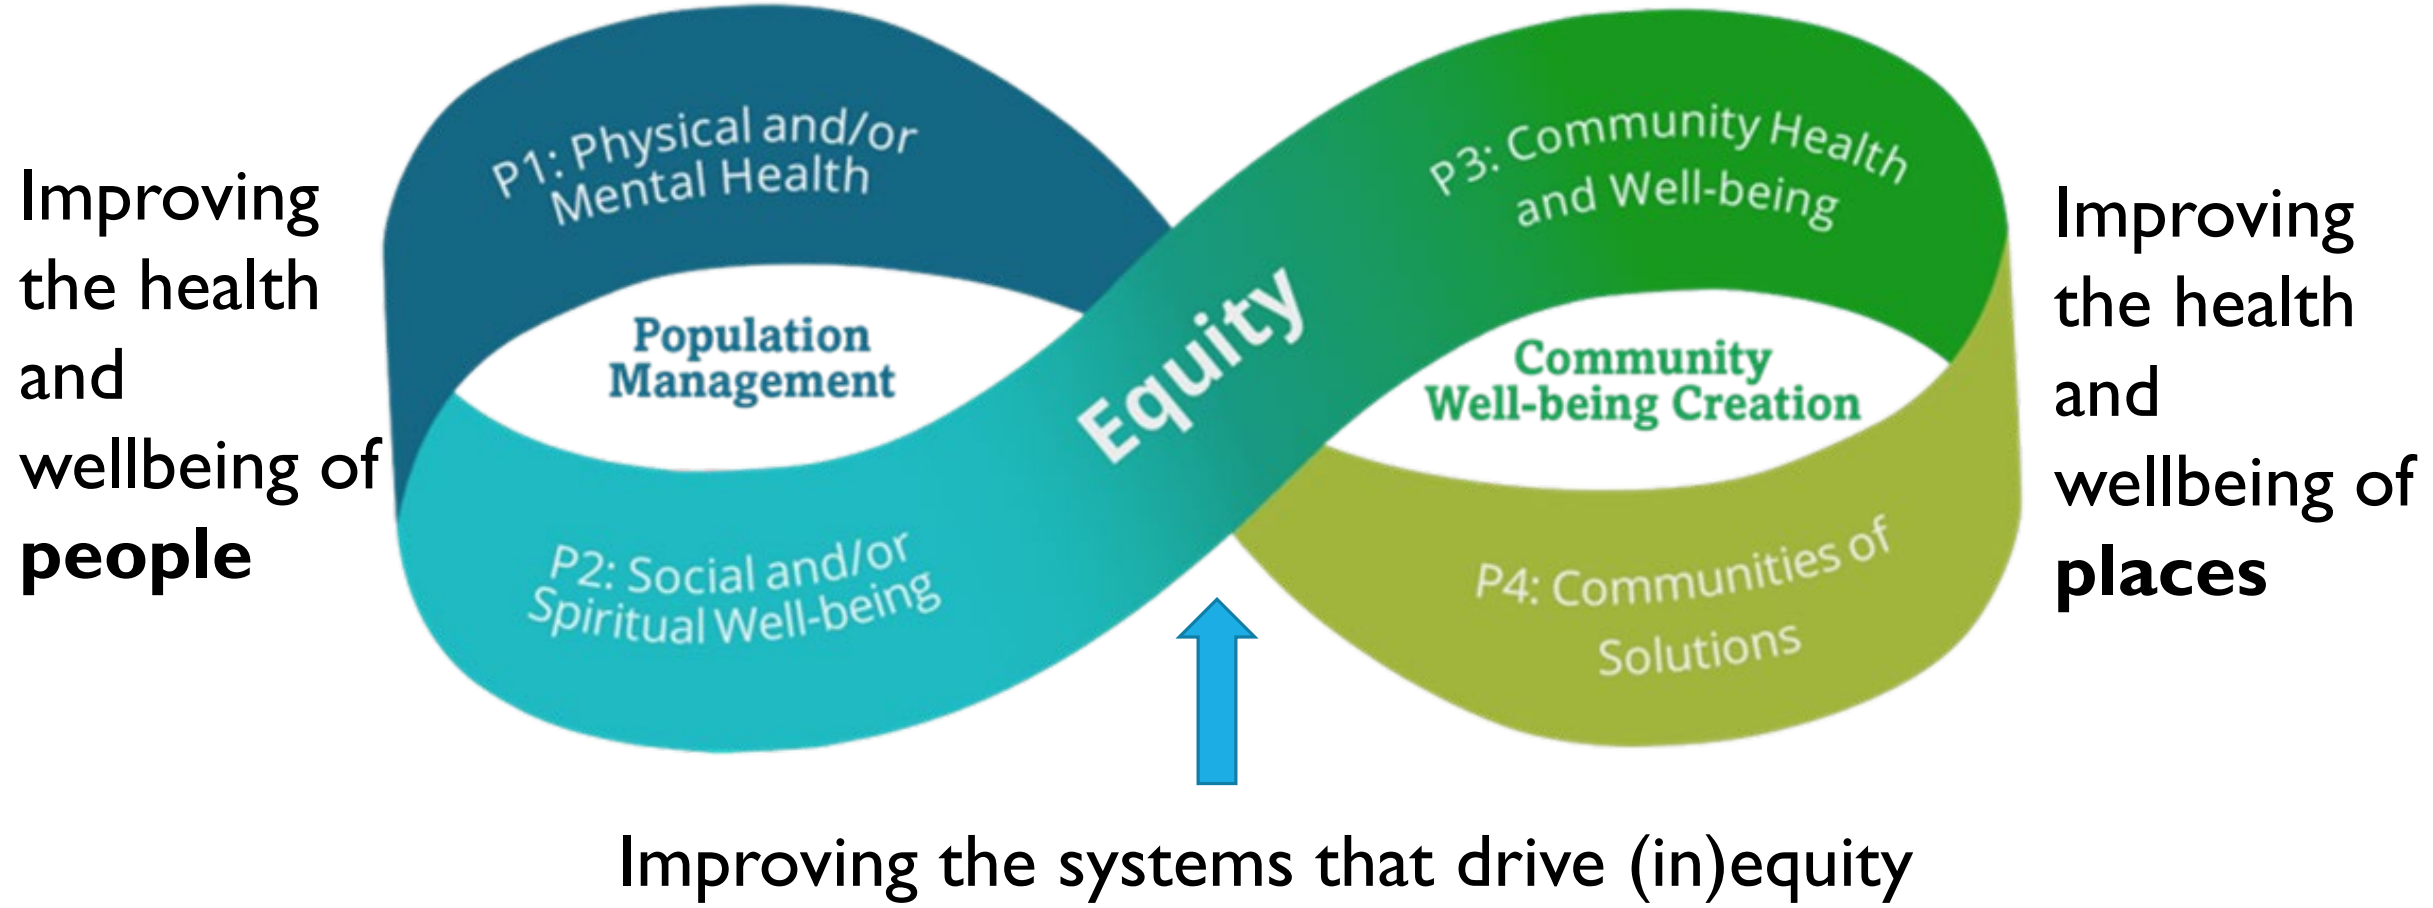 Improving
the health
and
wellbeing of
people
P1: Physical and/or
Mental Health
Population
Management
P2: Social and/or
Spiritual Well-being
Equity
P3: Community Health
and Well-being
Community
Well-being Creation
P4: Communities of
Solutions
Improving
the health
and
wellbeing of
places
Improving the systems that drive (in)equity